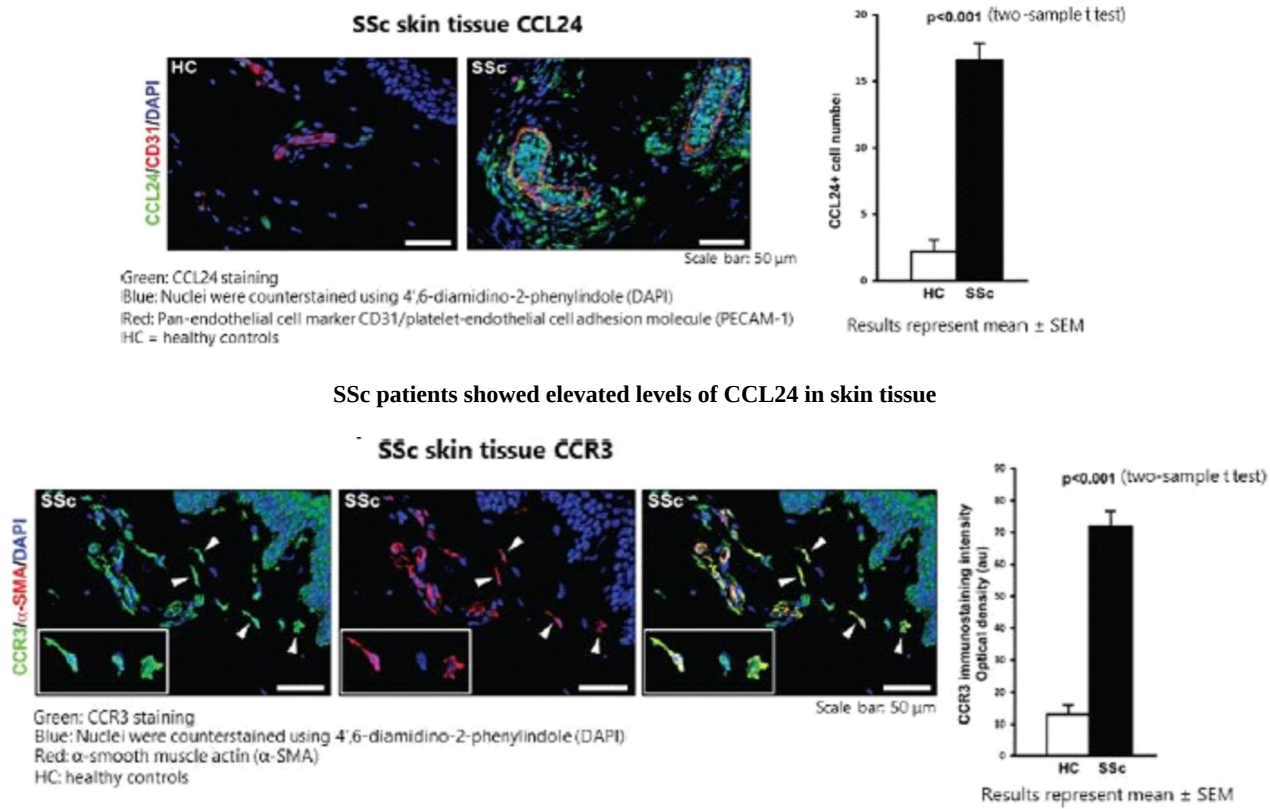 SSc skin tissue CCL24
HC
SSc
CCL24/CD31/DAPI
Scale bar: 50 µm
Green: CCL24 staining
Blue: Nuclei were counterstained using 4',6-diamidino-2-phenylindole (DAPI)
Red: Pan-endothelial cell marker CD31/platelet-endothelial cell adhesion molecule (PECAM-1)
HC = healthy controls
p<0.001 (two-sample t test)
CCL24+ cell number
20
15
10
5
0
HC SSc
Results represent mean ± SEM
SSc patients showed elevated levels of CCL24 in skin tissue
SSc skin tissue CCR3
SSc
SSc
SSc
CCR3/α-SMA/DAPI
Scale bar: 50 µm
Green: CCR3 staining
Blue: Nuclei were counterstained using 4',6-diamidino-2-phenylindole (DAPI)
Red: α-smooth muscle actin (α-SMA)
HC: healthy controls
p<0.001 (two-sample t test)
CCR3 immunostaining intensity
Optical density (au)
90
80
70
60
50
40
30
20
10
0
HC SSc
Results represent mean ± SEM